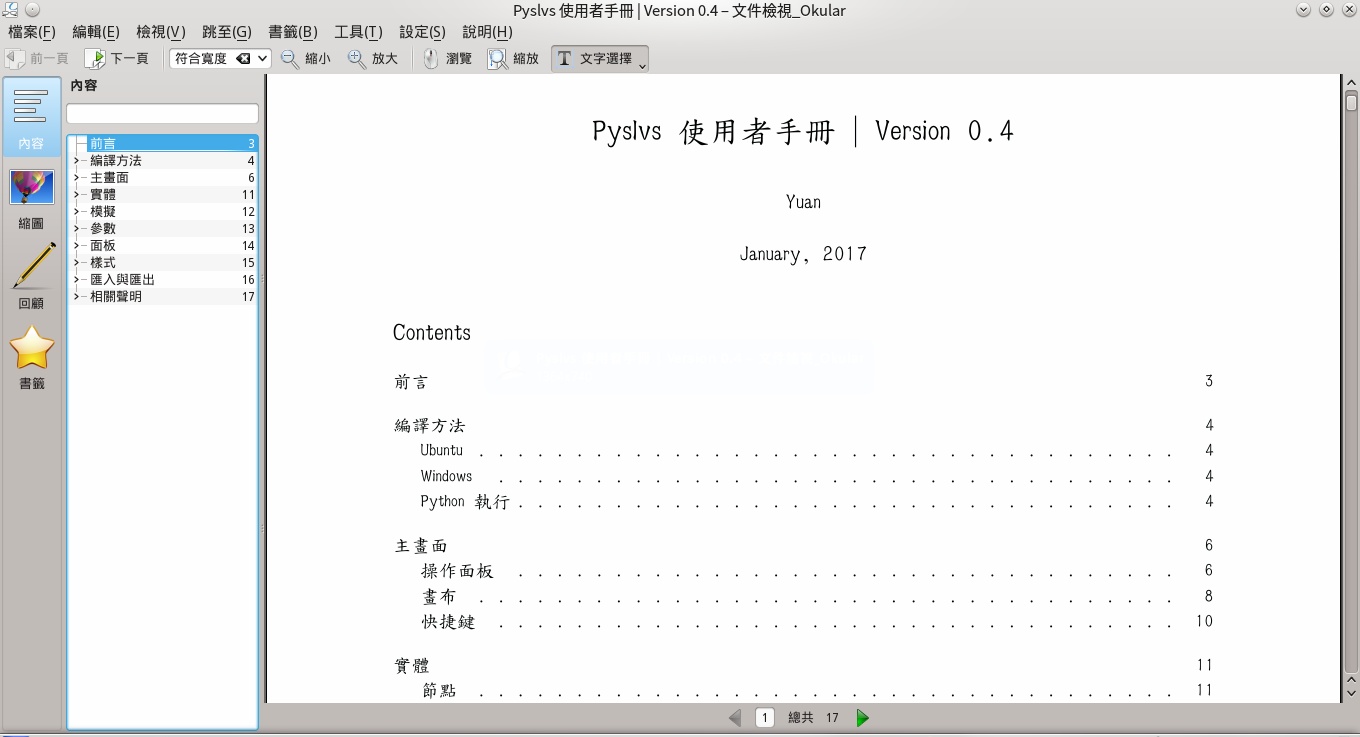 Pyslvs 使用者手冊 | Version 0.4 – 文件檢視_Okular
檔案(F) 編輯(E) 檢視(V) 跳至(G) 書籤(B) 工具(T) 設定(S) 說明(H)
前一頁 下一頁 符合寬度 縮小 放大 瀏覽 縮放 文字選擇
內容
縮圖
回顧
書籤
內容
前言 3
編譯方法 4
主畫面 6
實體 11
模擬 12
參數 13
面板 14
樣式 15
匯入與匯出 16
相關聲明 17
Pyslvs 使用者手冊 | Version 0.4
Yuan
January, 2017
Contents
前言 3
編譯方法 4
Ubuntu . . . . . . . . . . . . . . . . . . . . . . . . . . . . . . . . . . . . 4
Windows . . . . . . . . . . . . . . . . . . . . . . . . . . . . . . . . . . . 4
Python 執行 . . . . . . . . . . . . . . . . . . . . . . . . . . . . . . . . . . 4
主畫面 6
操作面板 . . . . . . . . . . . . . . . . . . . . . . . . . . . . . . . . . . 6
畫布 . . . . . . . . . . . . . . . . . . . . . . . . . . . . . . . . . . . . 8
快捷鍵 . . . . . . . . . . . . . . . . . . . . . . . . . . . . . . . . . . . 10
實體 11
節點 . . . . . . . . . . . . . . . . . . . . . . . . . . . . . . . . . . . . 11
1 總共 17